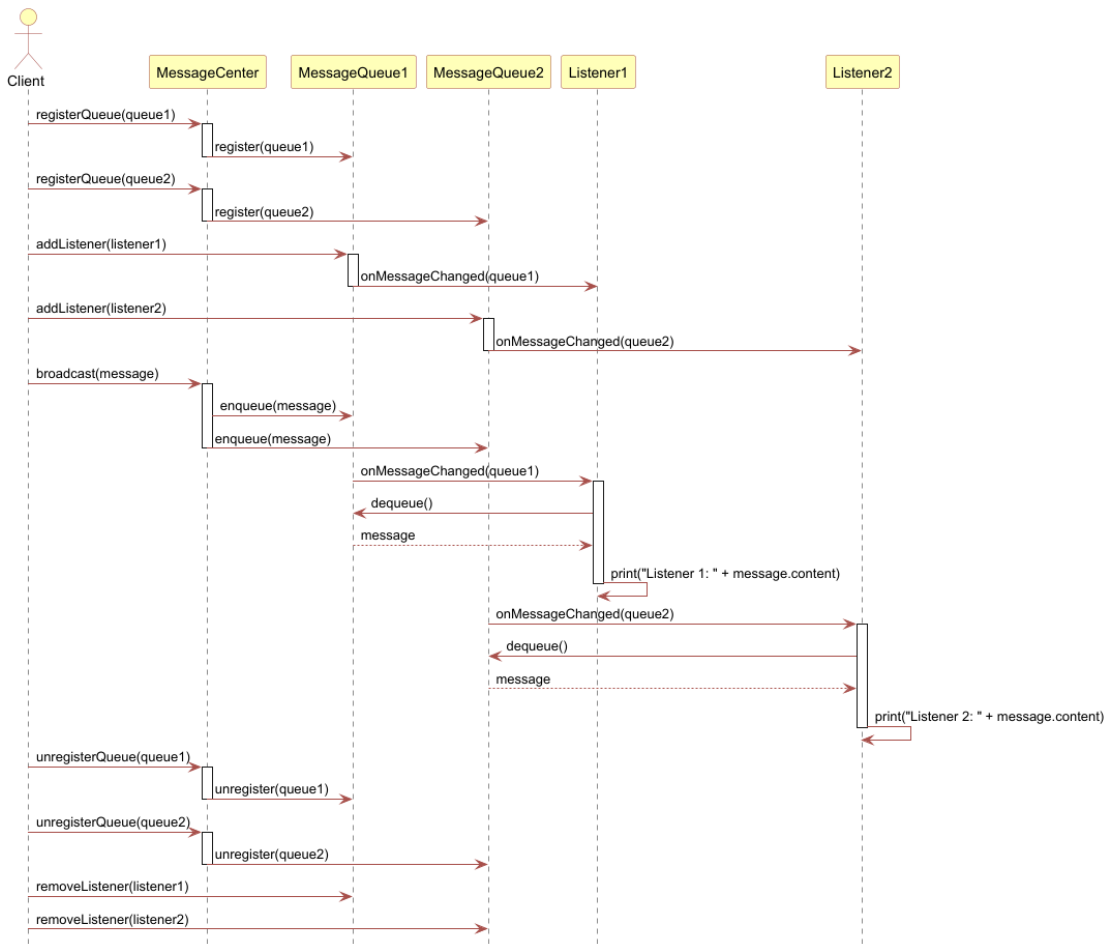 Client
MessageCenter
MessageQueue1
MessageQueue2
Listener1
Listener2
registerQueue(queue1)
register(queue1)
registerQueue(queue2)
register(queue2)
addListener(listener1)
onMessageChanged(queue1)
addListener(listener2)
onMessageChanged(queue2)
broadcast(message)
enqueue(message)
enqueue(message)
onMessageChanged(queue1)
dequeue()
message
print("Listener 1: " + message.content)
onMessageChanged(queue2)
dequeue()
message
print("Listener 2: " + message.content)
unregisterQueue(queue1)
unregister(queue1)
unregisterQueue(queue2)
unregister(queue2)
removeListener(listener1)
removeListener(listener2)